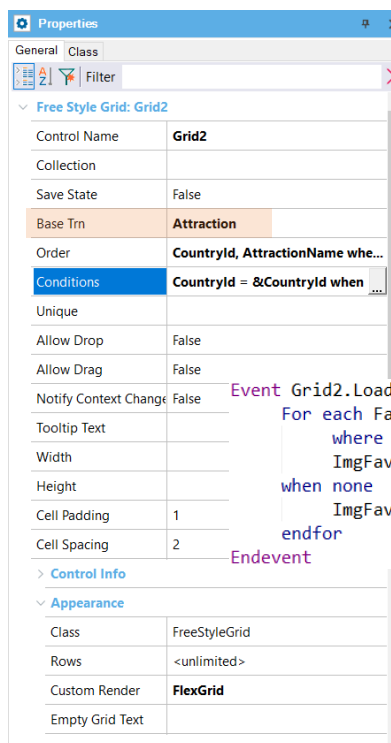 Properties
General Class
Filter
Free Style Grid: Grid2
Control Name Grid2
Collection
Save State False
Base Trn Attraction
Order CountryId, AttractionName whe...
Conditions CountryId = &CountryId when ...
Unique
Allow Drop False
Allow Drag False
Notify Context Change False
Tooltip Text
Width
Height
Cell Padding 1
Cell Spacing 2
Control Info
Appearance
Class FreeStyleGrid
Rows <unlimited>
Custom Render FlexGrid
Empty Grid Text
Event Grid2.Load
For each Fa
where
ImgFav
when none
ImgFav
endfor
Endevent